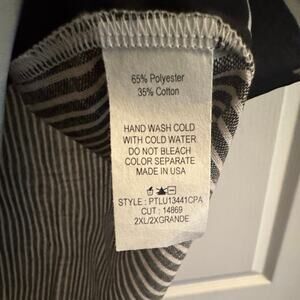 65% Polyester
35% Cotton
HAND WASH COLD
WITH COLD WATER
DO NOT BLEACH
COLOR SEPARATE
MADE IN USA
STYLE : PTLU13441CPA
CUT : 14869
2XL/2XGRANDE